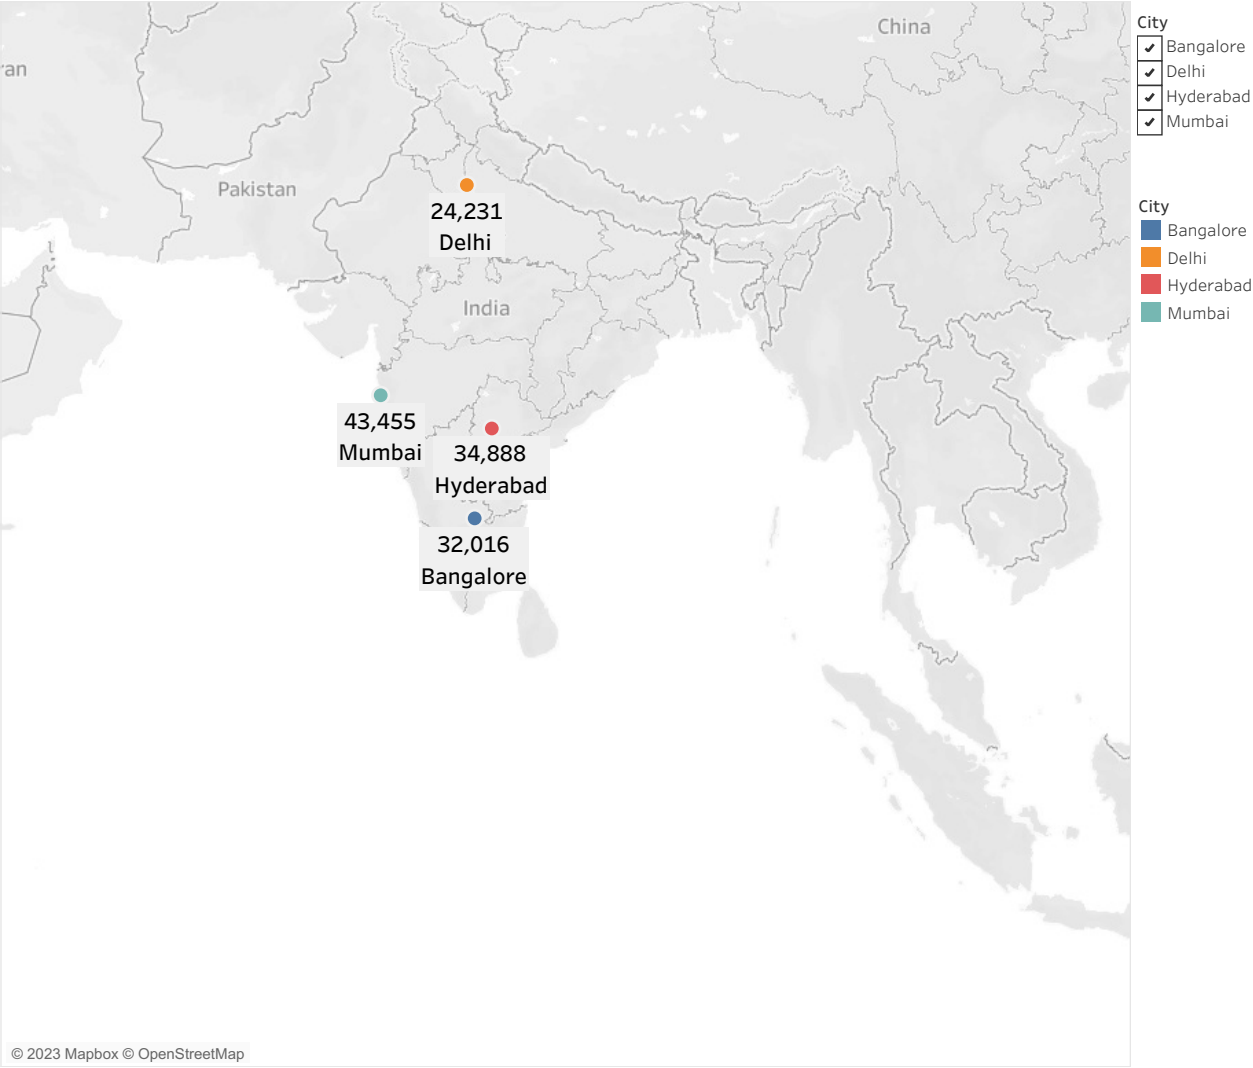 China
ran
Pakistan
24,231
Delhi
India
43,455
Mumbai
34,888
Hyderabad
32,016
Bangalore
© 2023 Mapbox © OpenStreetMap
City
Bangalore
Delhi
Hyderabad
Mumbai
City
Bangalore
Delhi
Hyderabad
Mumbai